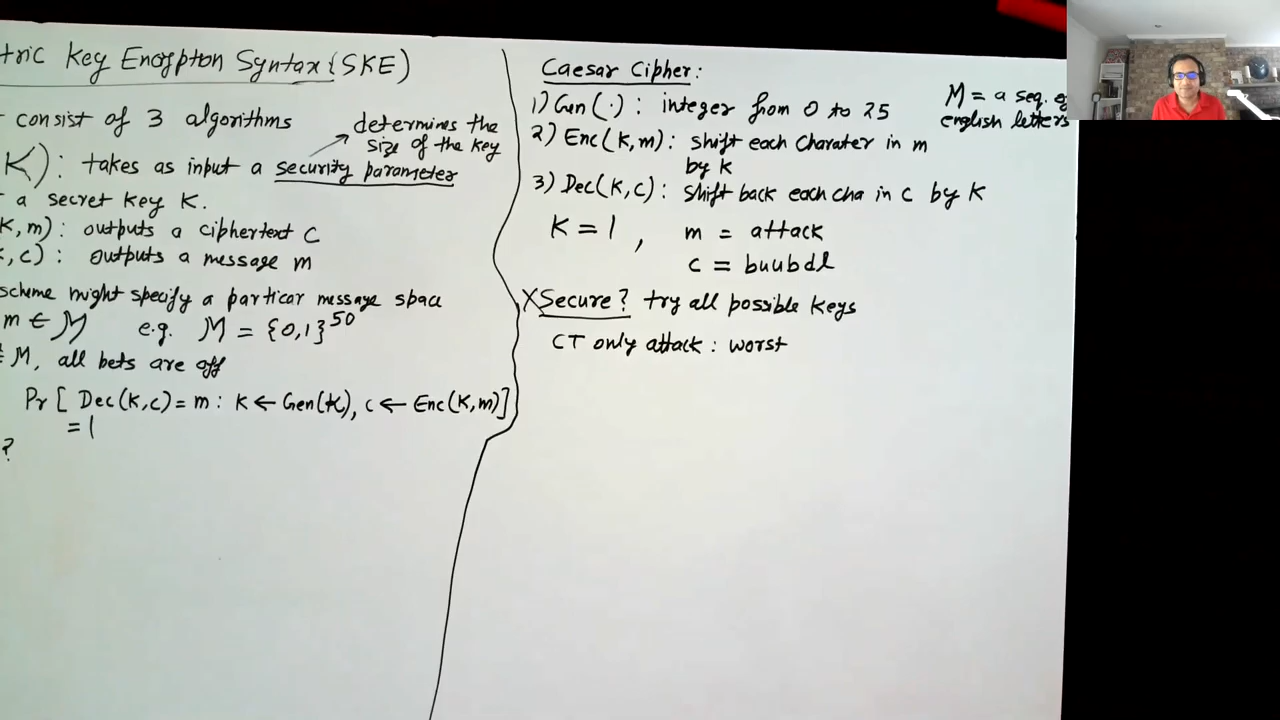 tric Key Encryption Syntax (SKE)
consist of 3 algorithms
determines the
size of the key
K): takes as input a security parameter
a secret key K.
K, m): outputs a ciphertext C
, c): outputs a message m
scheme might specify a particar message space
m ∈ M e.g. M = {0,1}^50
M, all bets are off
Pr [ Dec(K,C) = m : K ← Gen(K), C ← Enc(K,m)]
= 1
?
Caesar Cipher:
M = a seq. of
english letters
1) Gen (·) : integer from 0 to 25
2) Enc(K,m): shift each Charater in m
by K
3) Dec(K,C): Shift back each cha in C by K
K = 1 , m = attack
C = buubdl
X Secure? try all possible keys
CT only attack : worst